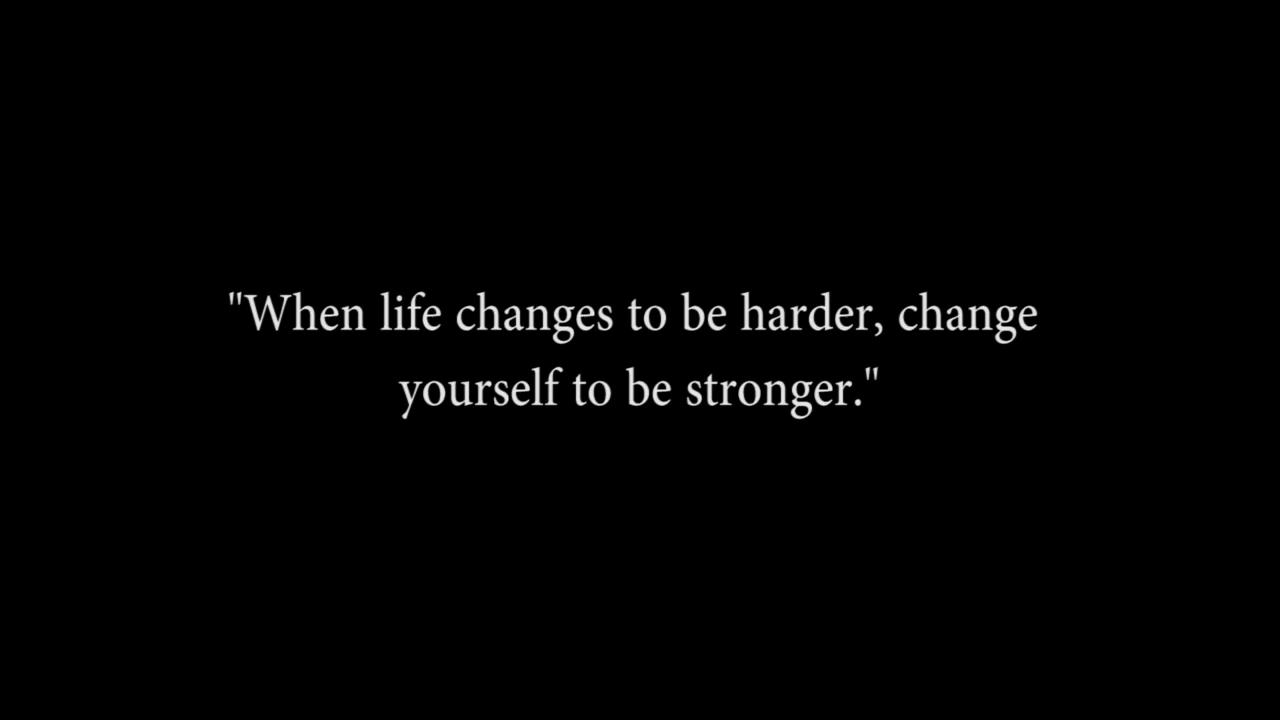 "When life changes to be harder, change
yourself to be stronger."